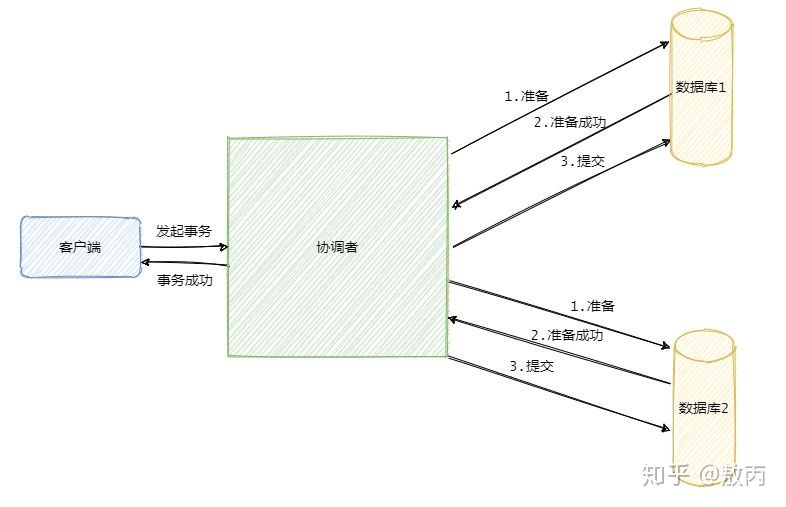 1.准备
数据库1
2.准备成功
3.提交
发起事务
客户端
协调者
事务成功
1.准备
2.准备成功
3.提交
数据库2
知乎 @敖丙